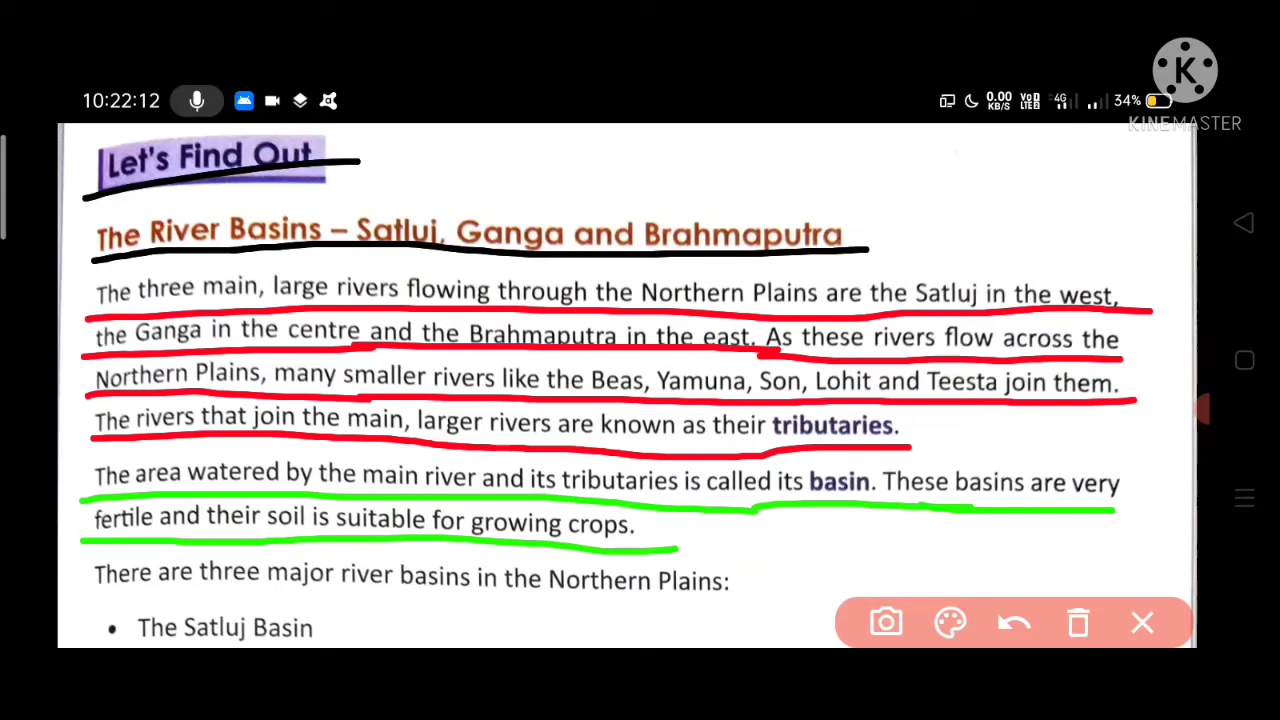 10:22:12
0.00 KB/S VoD LTE2 4G 34%
K
KINEMASTER
Let's Find Out
The River Basins – Satluj, Ganga and Brahmaputra
The three main, large rivers flowing through the Northern Plains are the Satluj in the west,
the Ganga in the centre and the Brahmaputra in the east. As these rivers flow across the
Northern Plains, many smaller rivers like the Beas, Yamuna, Son, Lohit and Teesta join them.
The rivers that join the main, larger rivers are known as their tributaries.
The area watered by the main river and its tributaries is called its basin. These basins are very
fertile and their soil is suitable for growing crops.
There are three major river basins in the Northern Plains:
• The Satluj Basin